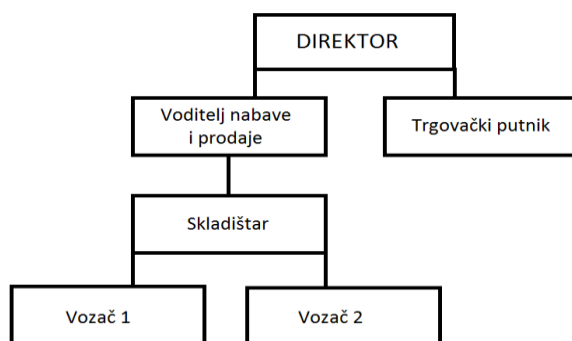 DIREKTOR
Voditelj nabave
i prodaje
Trgovački putnik
Skladištar
Vozač 1
Vozač 2